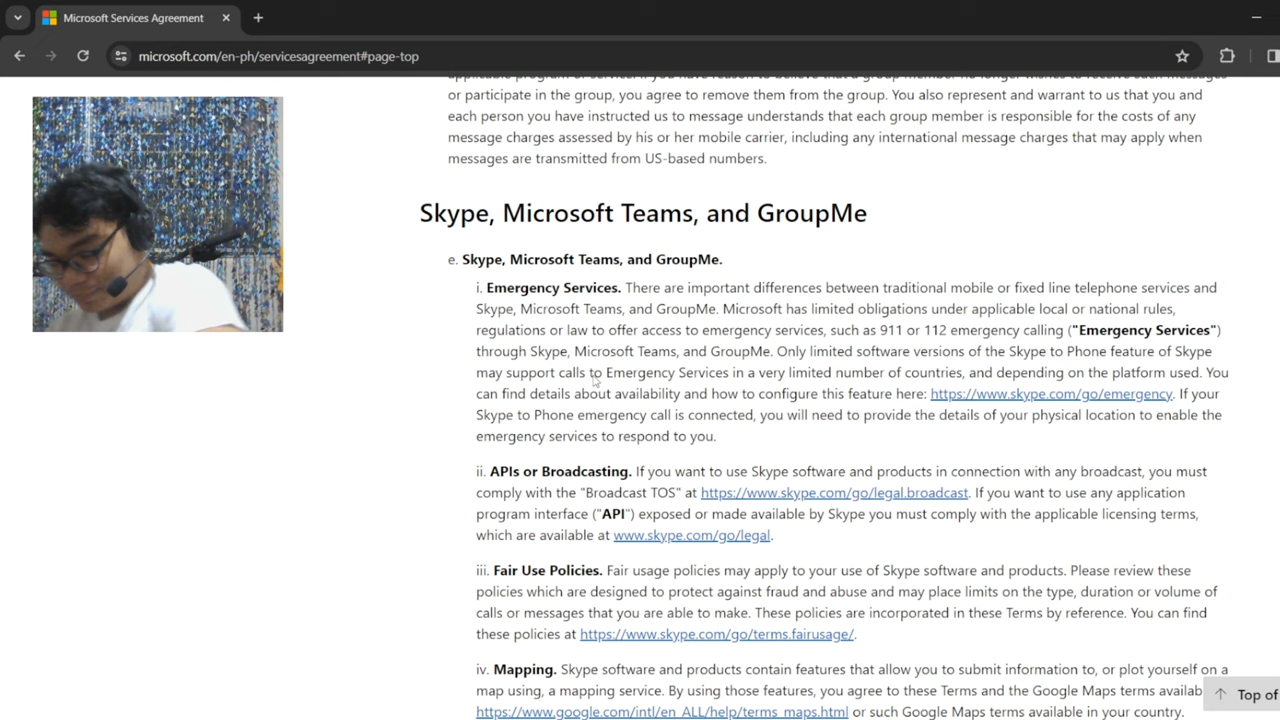 Microsoft Services Agreement
microsoft.com/en-ph/servicesagreement#page-top
applicable program or service. If you have reason to believe that a group member no longer wishes to receive such messages
or participate in the group, you agree to remove them from the group. You also represent and warrant to us that you and
each person you have instructed us to message understands that each group member is responsible for the costs of any
message charges assessed by his or her mobile carrier, including any international message charges that may apply when
messages are transmitted from US-based numbers.
Skype, Microsoft Teams, and GroupMe
e. Skype, Microsoft Teams, and GroupMe.
i. Emergency Services. There are important differences between traditional mobile or fixed line telephone services and
Skype, Microsoft Teams, and GroupMe. Microsoft has limited obligations under applicable local or national rules,
regulations or law to offer access to emergency services, such as 911 or 112 emergency calling ("Emergency Services")
through Skype, Microsoft Teams, and GroupMe. Only limited software versions of the Skype to Phone feature of Skype
may support calls to Emergency Services in a very limited number of countries, and depending on the platform used. You
can find details about availability and how to configure this feature here: https://www.skype.com/go/emergency. If your
Skype to Phone emergency call is connected, you will need to provide the details of your physical location to enable the
emergency services to respond to you.
ii. APIs or Broadcasting. If you want to use Skype software and products in connection with any broadcast, you must
comply with the "Broadcast TOS" at https://www.skype.com/go/legal.broadcast. If you want to use any application
program interface ("API") exposed or made available by Skype you must comply with the applicable licensing terms,
which are available at www.skype.com/go/legal.
iii. Fair Use Policies. Fair usage policies may apply to your use of Skype software and products. Please review these
policies which are designed to protect against fraud and abuse and may place limits on the type, duration or volume of
calls or messages that you are able to make. These policies are incorporated in these Terms by reference. You can find
these policies at https://www.skype.com/go/terms.fairusage/.
iv. Mapping. Skype software and products contain features that allow you to submit information to, or plot yourself on a
map using, a mapping service. By using those features, you agree to these Terms and the Google Maps terms availab
https://www.google.com/intl/en_ALL/help/terms_maps.html or such Google Maps terms available in your country.
Top of